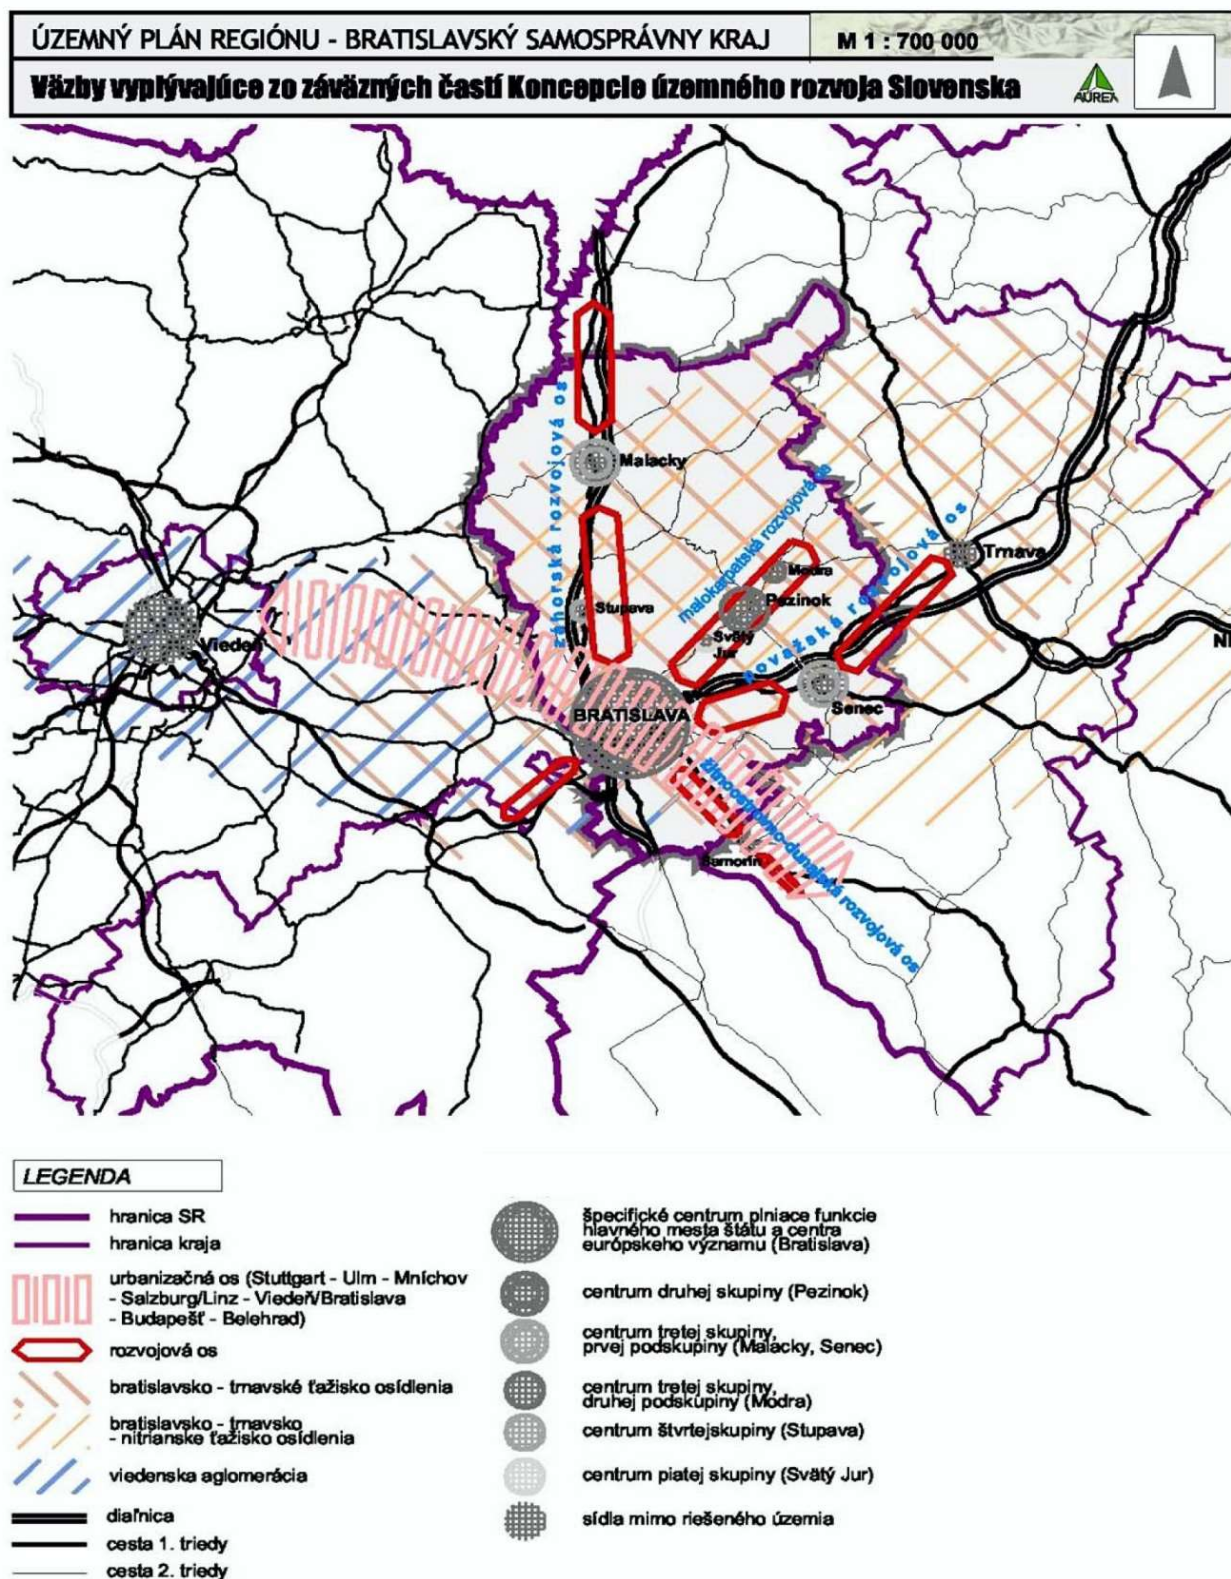 ÚZEMNÝ PLÁN REGIÓNU - BRATISLAVSKÝ SAMOSPRÁVNY KRAJ
M 1 : 700 000
Väzby vyplývajúce zo záväzných častí Koncepcie územného rozvoja Slovenska
AUREX
záhorská rozvojová os
Malacky
malokarpatská rozvojová os
považská rozvojová os
Trnava
Modra
Pezinok
Stupava
Svätý
Jur
Viedeň
Senec
BRATISLAVA
žitnoostrovno-dunajská rozvojová os
Šamorín
LEGENDA
hranica SR
hranica kraja
urbanizačná os (Stuttgart - Ulm - Mníchov
- Salzburg/Linz - Viedeň/Bratislava
- Budapešť - Belehrad)
rozvojová os
bratislavsko - trnavské ťažisko osídlenia
bratislavsko - trnavsko
- nitrianske ťažisko osídlenia
viedenska aglomerácia
diaľnica
cesta 1. triedy
cesta 2. triedy
špecifické centrum plniace funkcie
hlavného mesta štátu a centra
európskeho významu (Bratislava)
centrum druhej skupiny (Pezinok)
centrum tretej skupiny,
prvej podskupiny (Malacky, Senec)
centrum tretej skupiny,
druhej podskupiny (Modra)
centrum štvrtejskupiny (Stupava)
centrum piatej skupiny (Svätý Jur)
sídla mimo riešeného územia